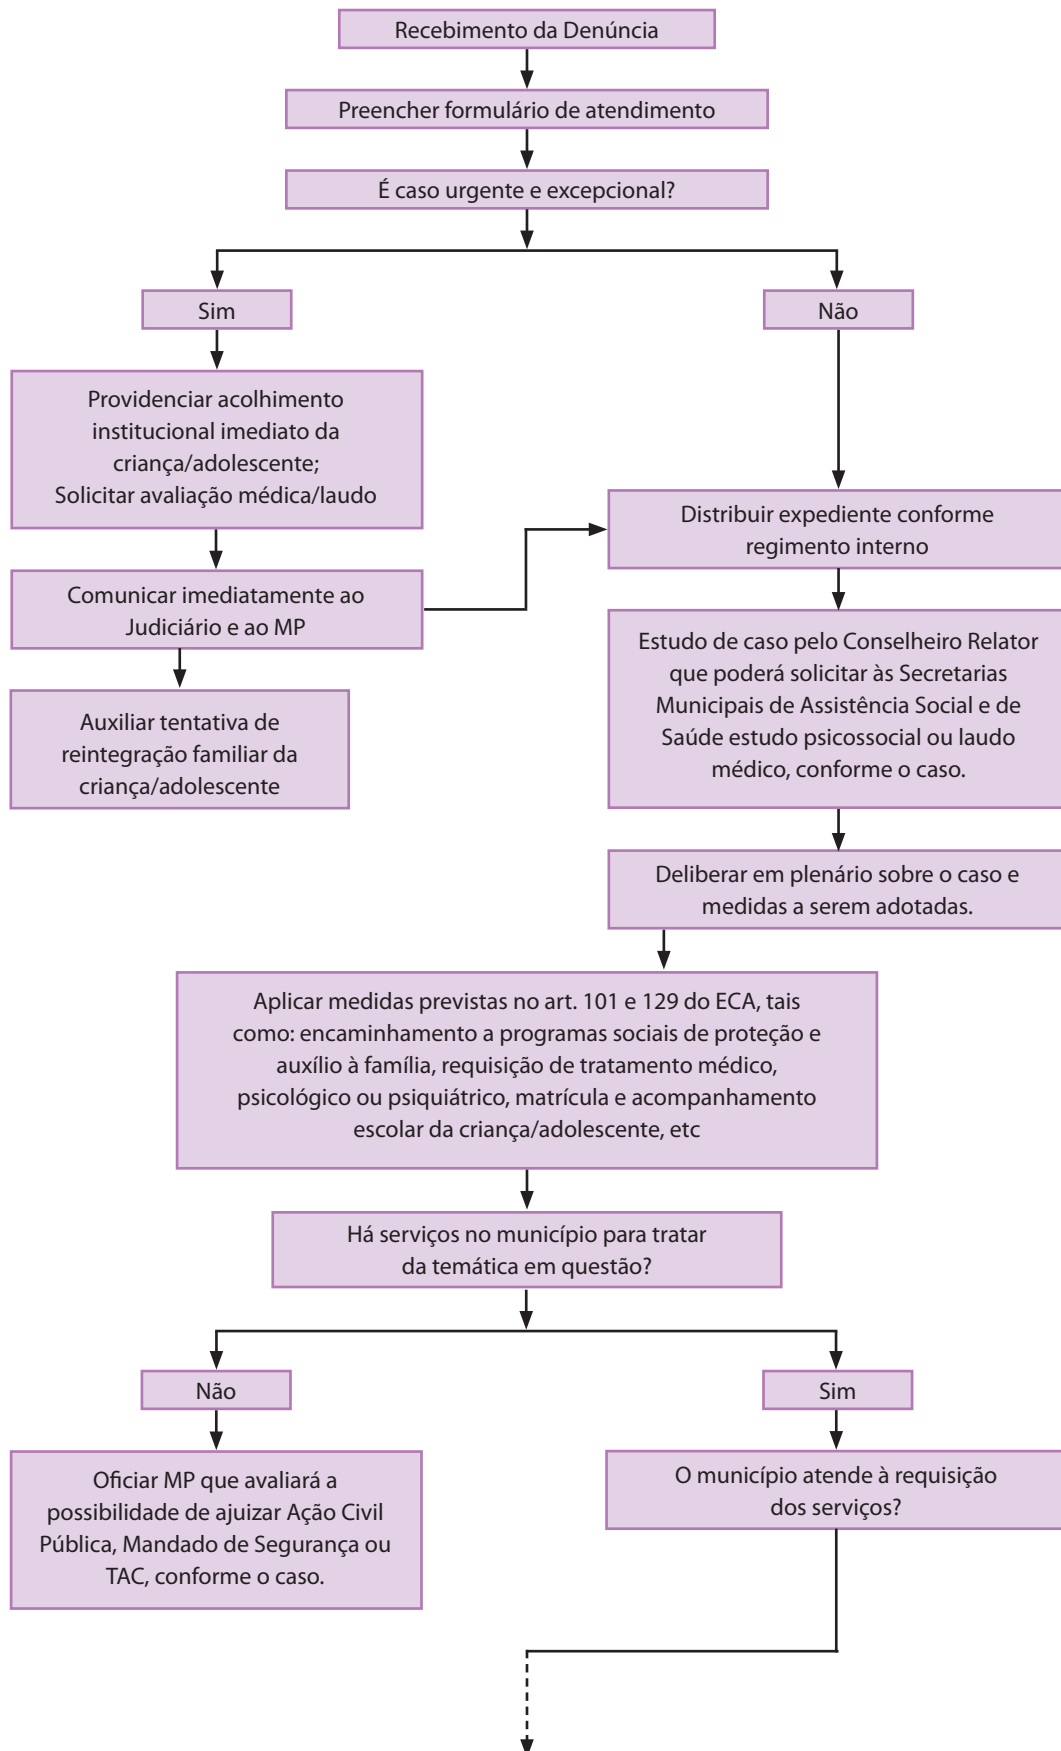 Recebimento da Denúncia
Preencher formulário de atendimento
É caso urgente e excepcional?
Sim
Não
Providenciar acolhimento
institucional imediato da
criança/adolescente;
Solicitar avaliação médica/laudo
Distribuir expediente conforme
regimento interno
Comunicar imediatamente ao
Judiciário e ao MP
Estudo de caso pelo Conselheiro Relator
que poderá solicitar às Secretarias
Municipais de Assistência Social e de
Saúde estudo psicossocial ou laudo
médico, conforme o caso.
Auxiliar tentativa de
reintegração familiar da
criança/adolescente
Deliberar em plenário sobre o caso e
medidas a serem adotadas.
Aplicar medidas previstas no art. 101 e 129 do ECA, tais
como: encaminhamento a programas sociais de proteção e
auxílio à família, requisição de tratamento médico,
psicológico ou psiquiátrico, matrícula e acompanhamento
escolar da criança/adolescente, etc
Há serviços no município para tratar
da temática em questão?
Não
Sim
Oficiar MP que avaliará a
possibilidade de ajuizar Ação Civil
Pública, Mandado de Segurança ou
TAC, conforme o caso.
O município atende à requisição
dos serviços?